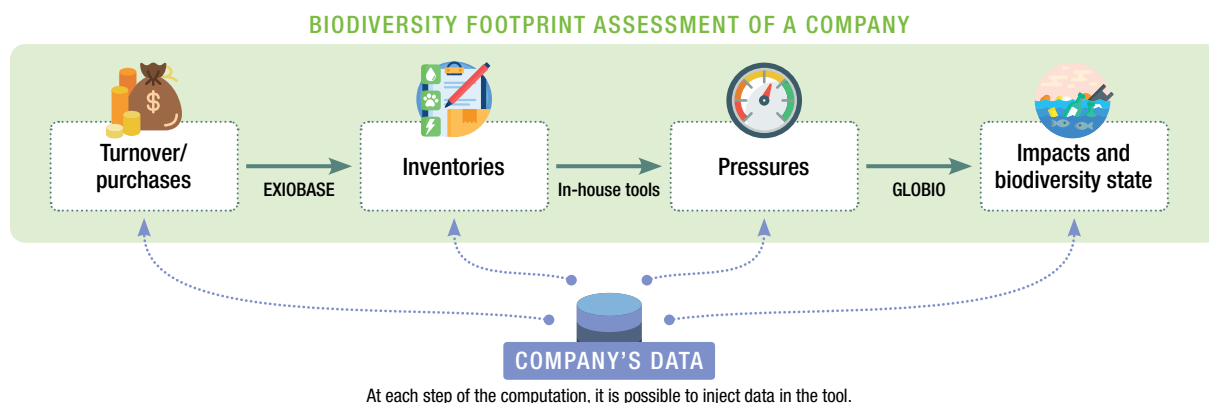 BIODIVERSITY FOOTPRINT ASSESSMENT OF A COMPANY
$
Turnover/
purchases
EXIOBASE
Inventories
In-house tools
Pressures
GLOBIO
Impacts and
biodiversity state
COMPANY'S DATA
At each step of the computation, it is possible to inject data in the tool.